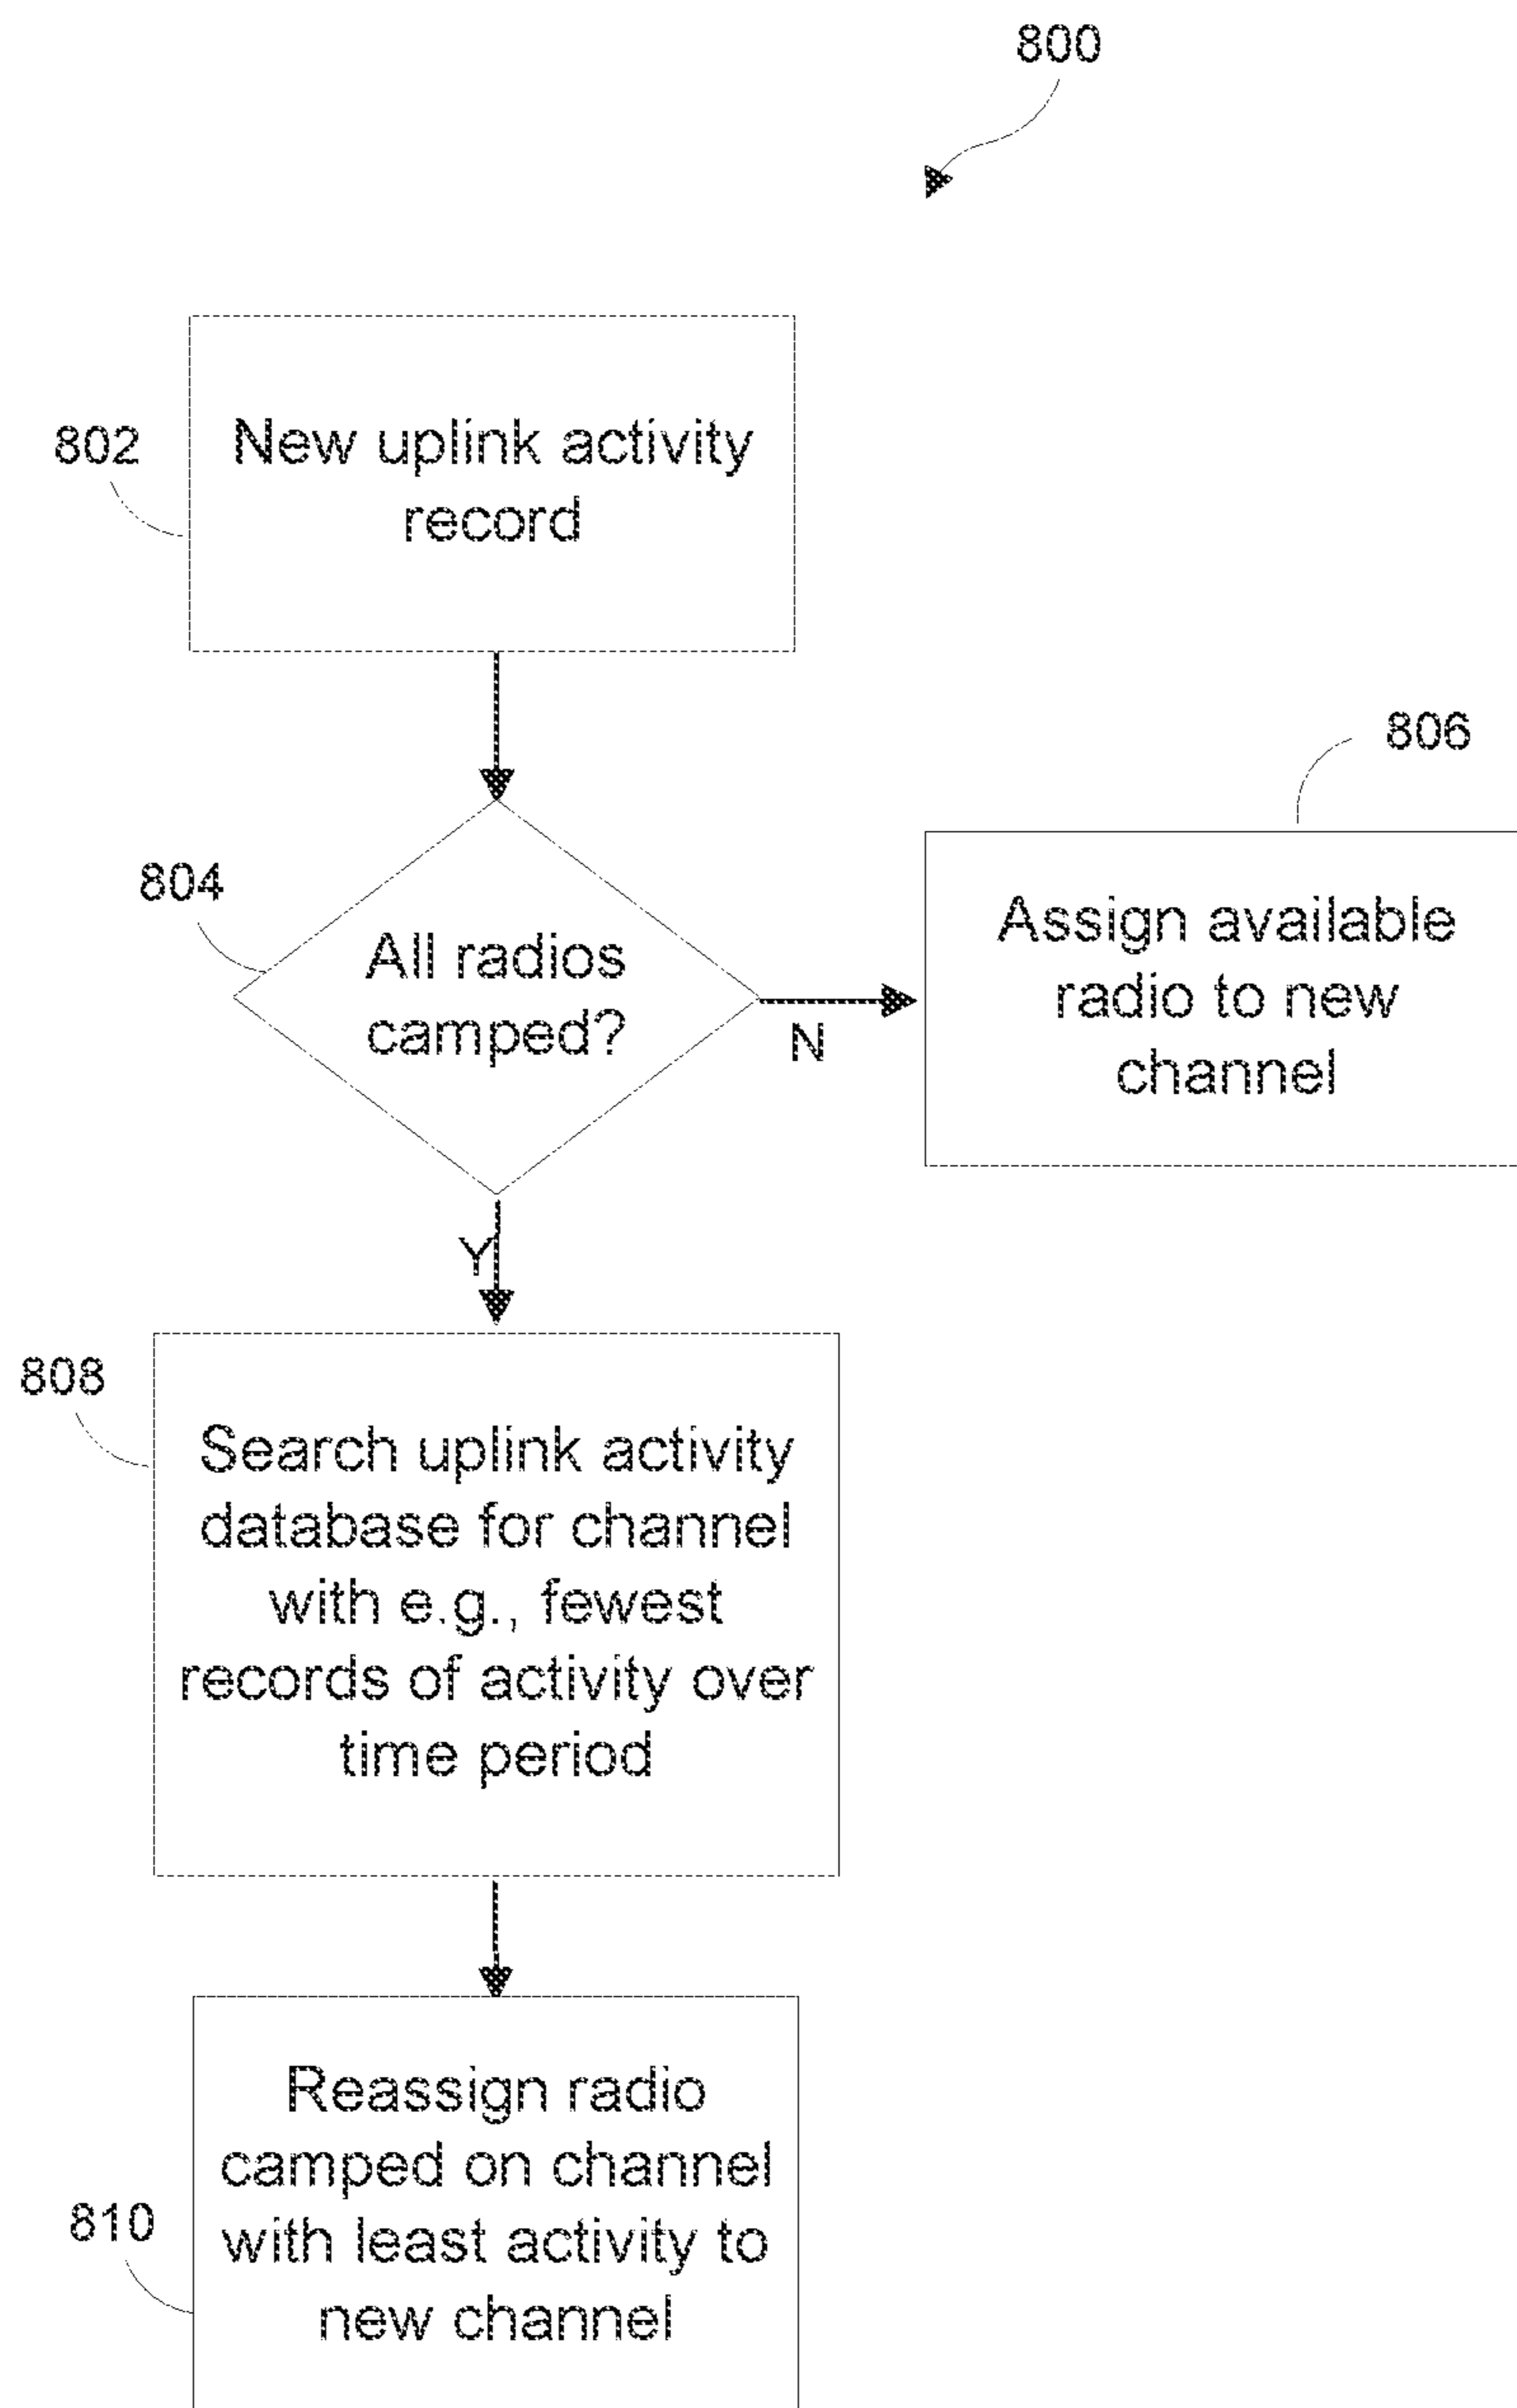 800
802
New uplink activity
record
806
804
All radios
camped?
N
Assign available
radio to new
channel
Y
808
Search uplink activity
database for channel
with e.g., fewest
records of activity over
time period
810
Reassign radio
camped on channel
with least activity to
new channel